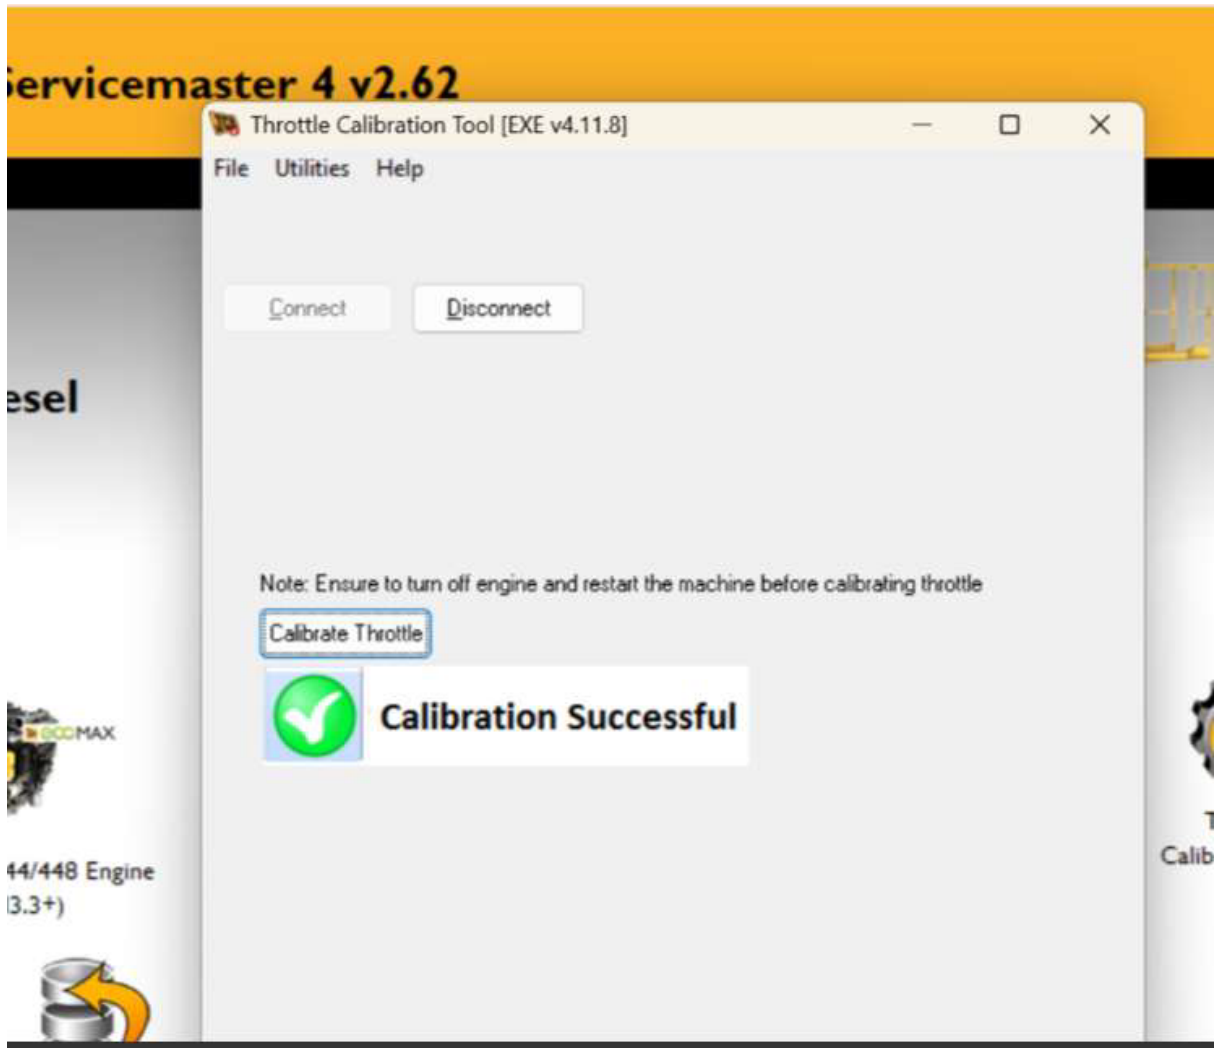 Servicemaster 4 v2.62
Throttle Calibration Tool [EXE v4.11.8]
File Utilities Help
Connect Disconnect
esel
Note: Ensure to turn off engine and restart the machine before calibrating throttle
Calibrate Throttle
Calibration Successful
ECOMAX
T
Calib
44/448 Engine
3.3+)